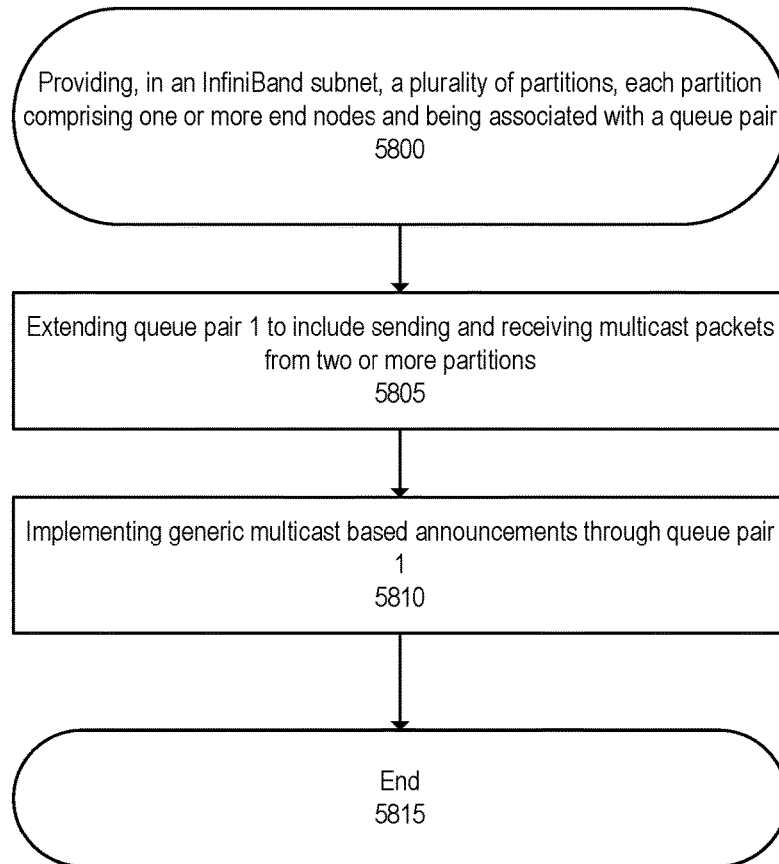 Providing, in an InfiniBand subnet, a plurality of partitions, each partition
comprising one or more end nodes and being associated with a queue pair
5800
Extending queue pair 1 to include sending and receiving multicast packets
from two or more partitions
5805
Implementing generic multicast based announcements through queue pair
1
5810
End
5815